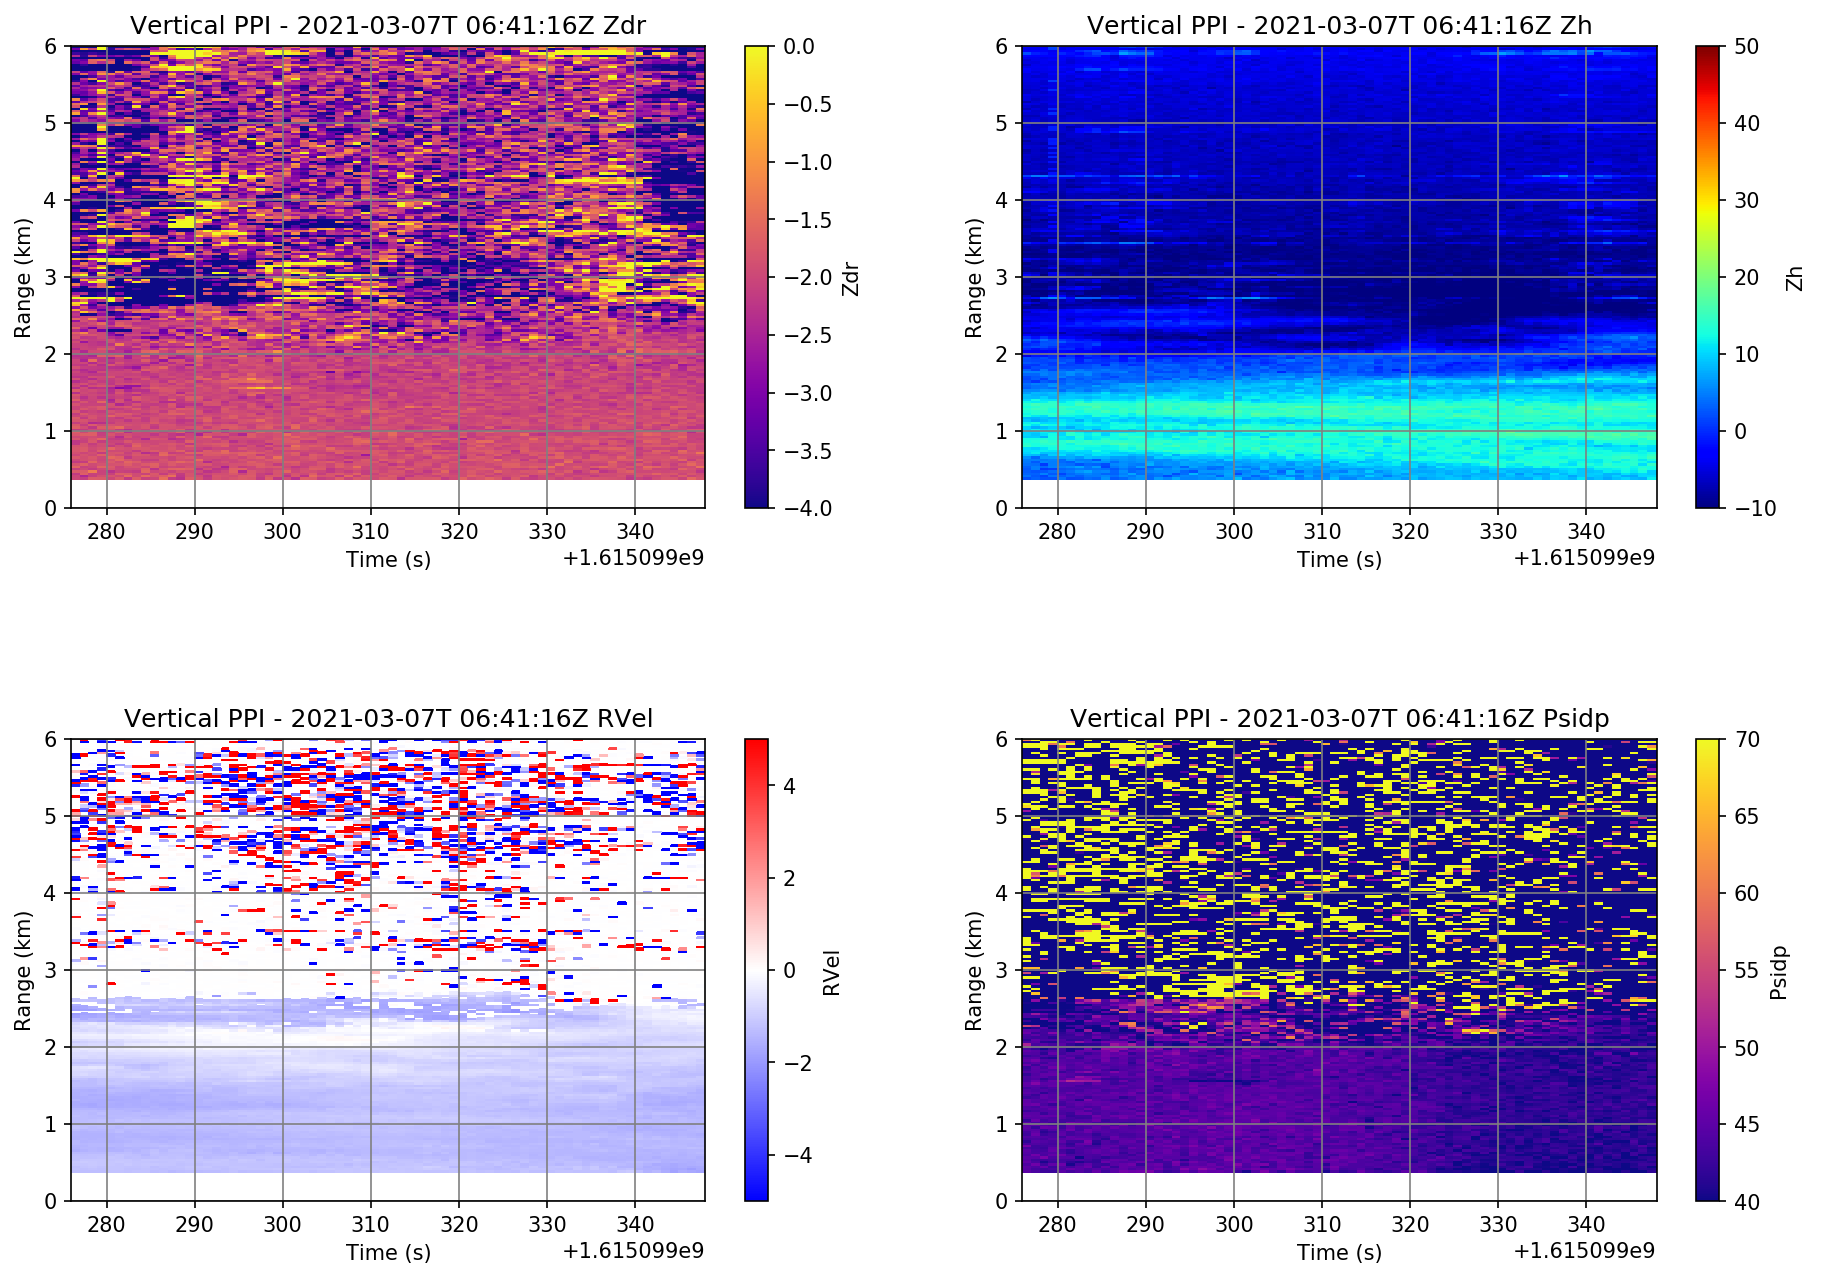 Vertical PPI - 2021-03-07T 06:41:16Z Zdr
6
5
4
3
2
1
0
Range (km)
280 290 300 310 320 330 340
Time (s)
+1.615099e9
0.0
−0.5
−1.0
−1.5
−2.0
−2.5
−3.0
−3.5
−4.0
Zdr
Vertical PPI - 2021-03-07T 06:41:16Z Zh
6
5
4
3
2
1
0
Range (km)
280 290 300 310 320 330 340
Time (s)
+1.615099e9
50
40
30
20
10
0
−10
Zh
Vertical PPI - 2021-03-07T 06:41:16Z RVel
6
5
4
3
2
1
0
Range (km)
280 290 300 310 320 330 340
Time (s)
+1.615099e9
4
2
0
−2
−4
RVel
Vertical PPI - 2021-03-07T 06:41:16Z Psidp
6
5
4
3
2
1
0
Range (km)
280 290 300 310 320 330 340
Time (s)
+1.615099e9
70
65
60
55
50
45
40
Psidp